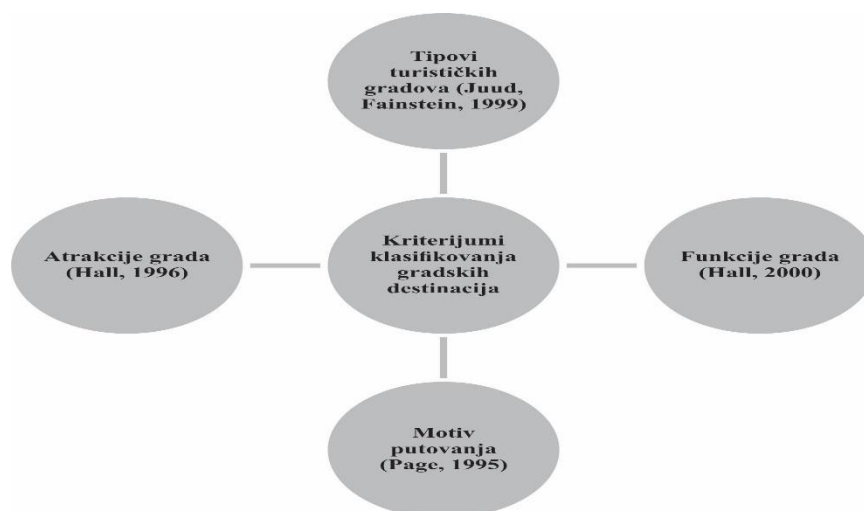 Tipovi
turističkih
gradova (Juud,
Fainstein, 1999)
Atrakcije grada
(Hall, 1996)
Kriterijumi
klasifikovanja
gradskih
destinacija
Funkcije grada
(Hall, 2000)
Motiv
putovanja
(Page, 1995)